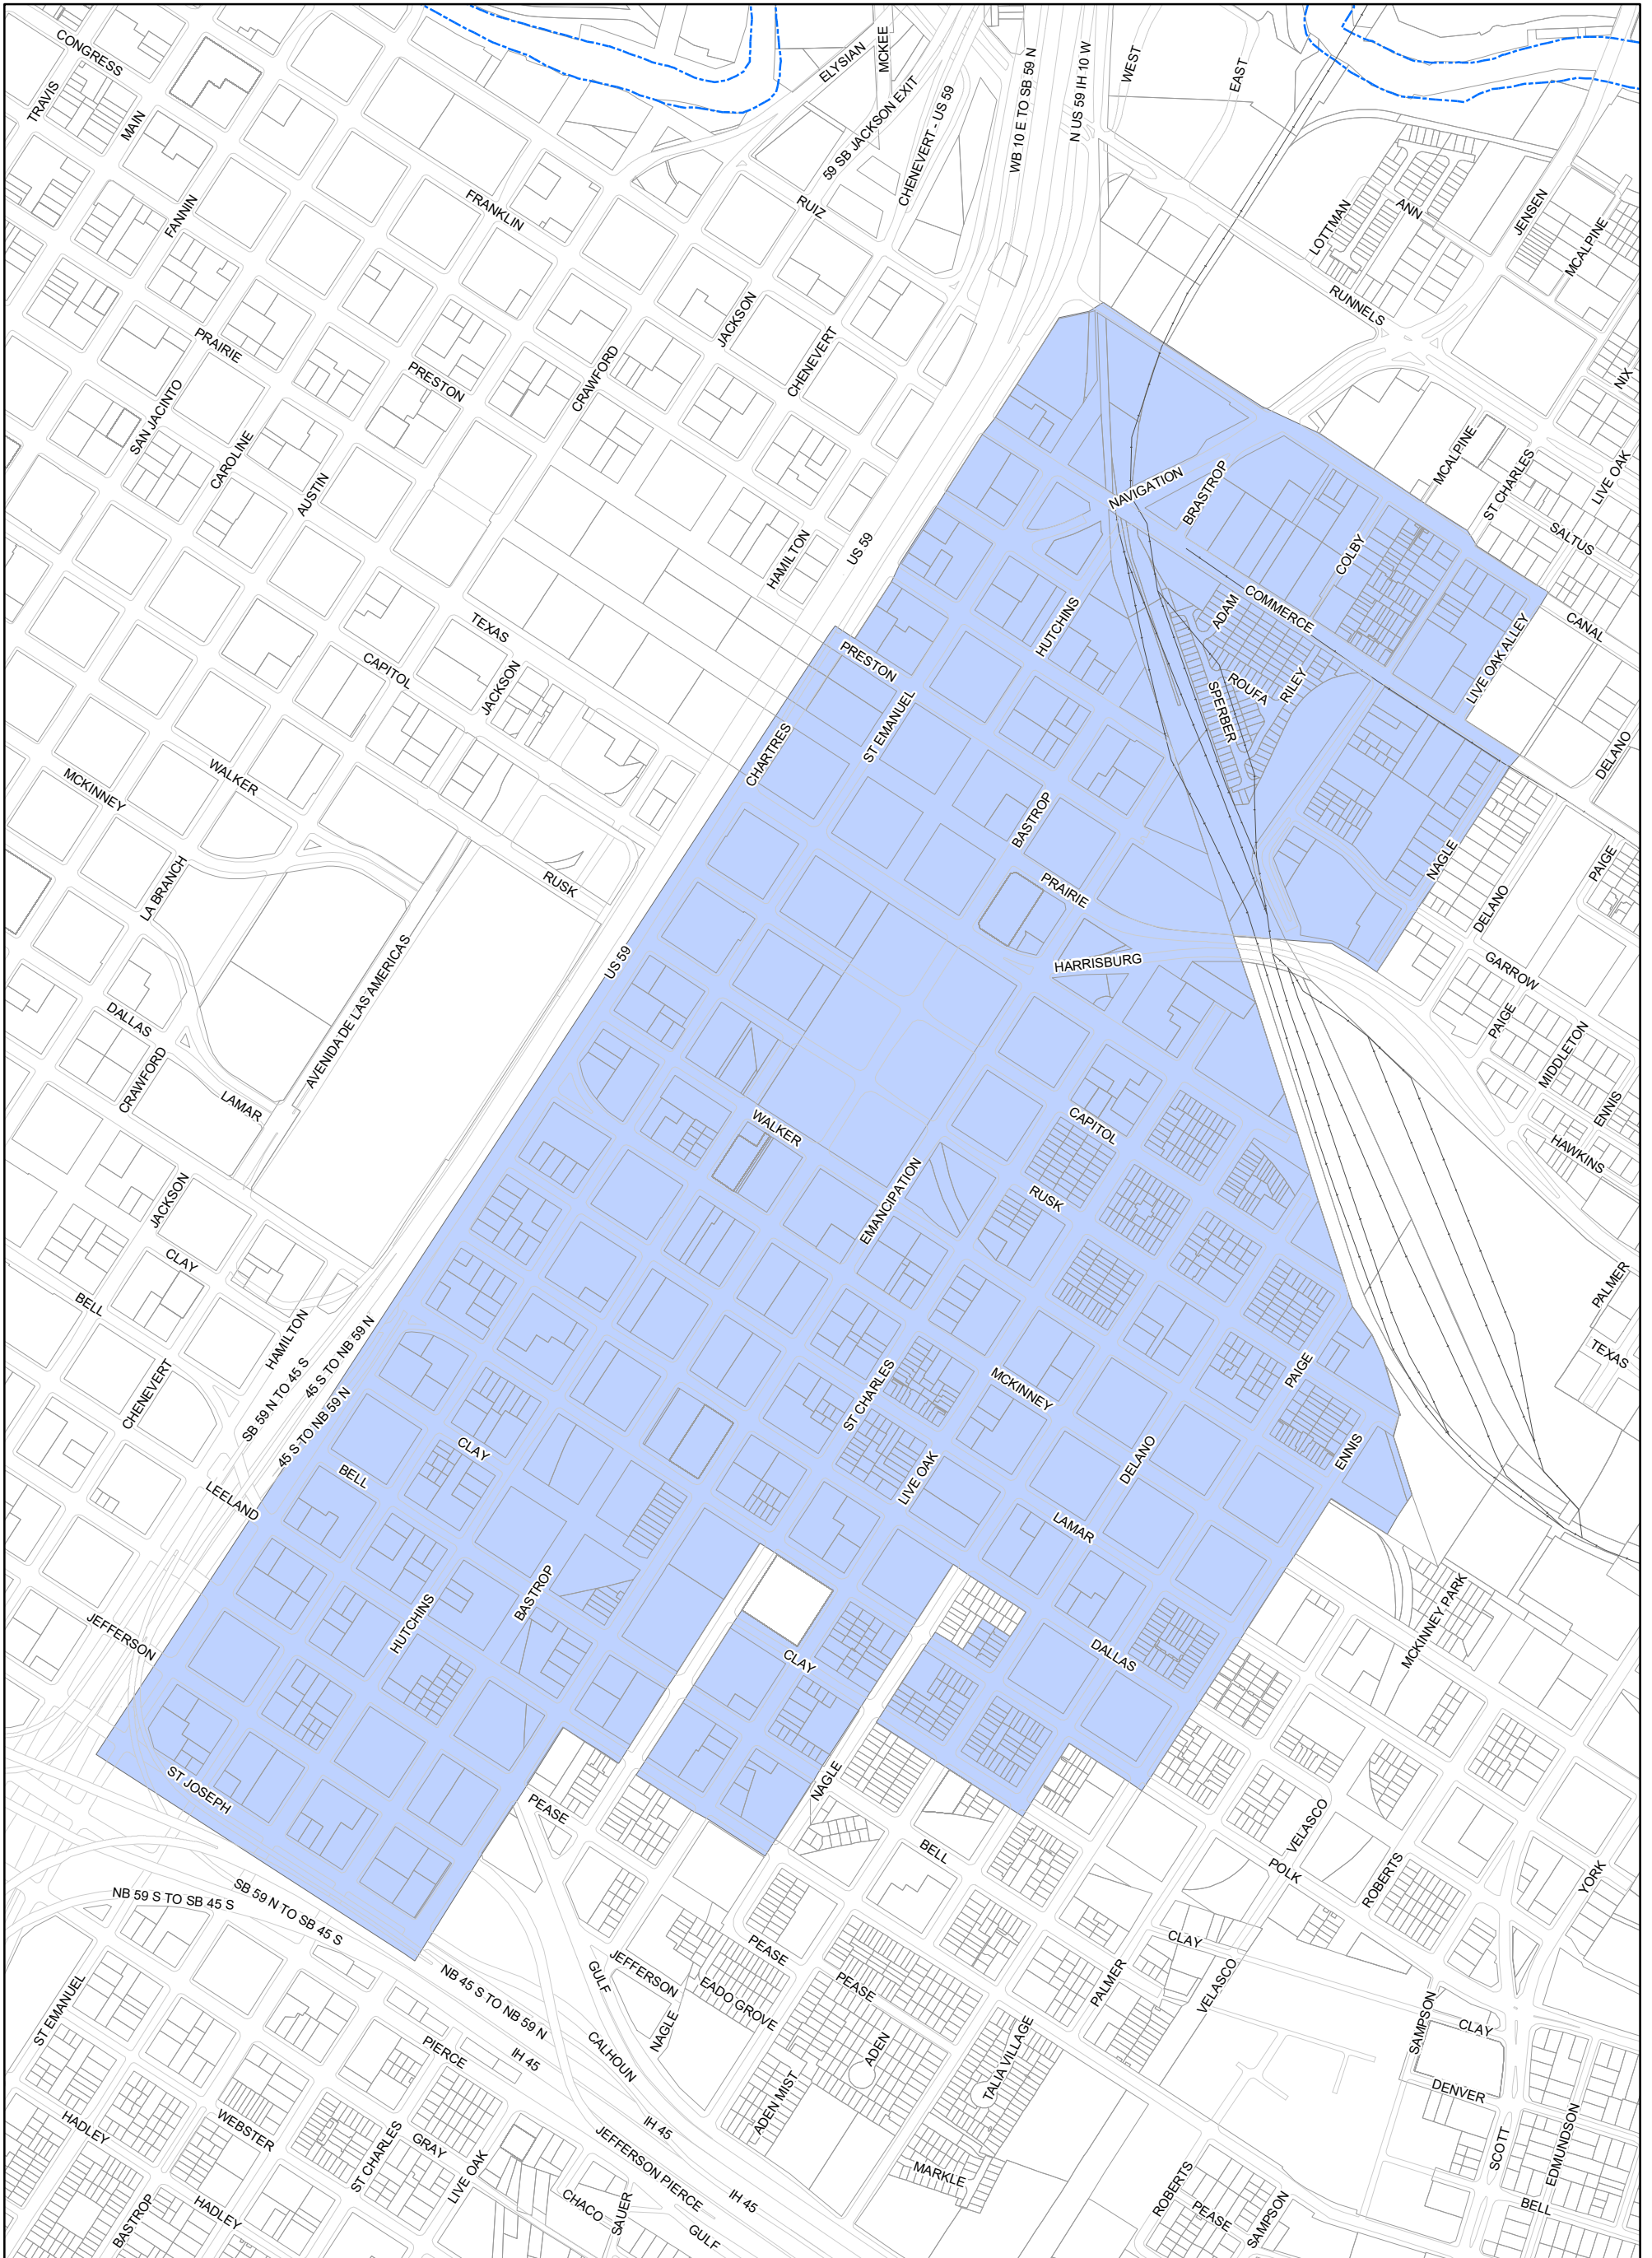 CONGRESS
TRAVIS
MAIN
FANNIN
FRANKLIN
ELYSIAN
MCKEE
59 SB JACKSON EXIT
CHENEVERT - US 59
WB 10 E TO SB 59 N
N US 59 IH 10 W
WEST
EAST
RUIZ
LOTTMAN
ANN
JENSEN
MCALPINE
RUNNELS
NIX
PRAIRIE
PRESTON
CRAWFORD
JACKSON
CHENEVERT
SAN JACINTO
CAROLINE
AUSTIN
HAMILTON
US 59
NAVIGATION
BRASTROP
MCALPINE
ST CHARLES
LIVE OAK
SALTUS
COLBY
COMMERCE
ADAM
HUTCHINS
ROUFA
RILEY
SPERBER
CANAL
LIVE OAK ALLEY
DELANO
TEXAS
CAPITOL
JACKSON
PRESTON
ST EMANUEL
CHARTRES
WALKER
MCKINNEY
LA BRANCH
RUSK
BASTROP
PRAIRIE
HARRISBURG
NAGLE
DELANO
PAIGE
GARROW
PAIGE
MIDDLETON
ENNIS
HAWKINS
US 59
AVENIDA DE LAS AMERICAS
DALLAS
CRAWFORD
LAMAR
WALKER
CAPITOL
RUSK
EMANCIPATION
JACKSON
CLAY
BELL
HAMILTON
CHENEVERT
SB 59 N TO 45 S
45 S TO NB 59 N
45 S TO NB 59 N
PALMER
TEXAS
PAIGE
ST CHARLES
MCKINNEY
DELANO
ENNIS
LIVE OAK
LAMAR
CLAY
BELL
LEELAND
BASTROP
HUTCHINS
JEFFERSON
CLAY
DALLAS
MCKINNEY PARK
ST JOSEPH
PEASE
NAGLE
BELL
VELASCO
POLK
ROBERTS
YORK
NB 59 S TO SB 45 S
SB 59 N TO SB 45 S
NB 45 S TO NB 59 N
ST EMANUEL
PIERCE
IH 45
GULF
CALHOUN
JEFFERSON
NAGLE
EADO GROVE
PEASE
PEASE
ADEN
ADEN MIST
TALIA VILLAGE
PALMER
CLAY
VELASCO
SAMPSON
CLAY
DENVER
SCOTT
EDMUNDSON
BELL
HADLEY
WEBSTER
ST CHARLES
GRAY
LIVE OAK
CHACO
SAUER
JEFFERSON PIERCE
IH 45
IH 45
GULF
MARKLE
ROBERTS
PEASE
SAMPSON
BASTROP
HADLEY